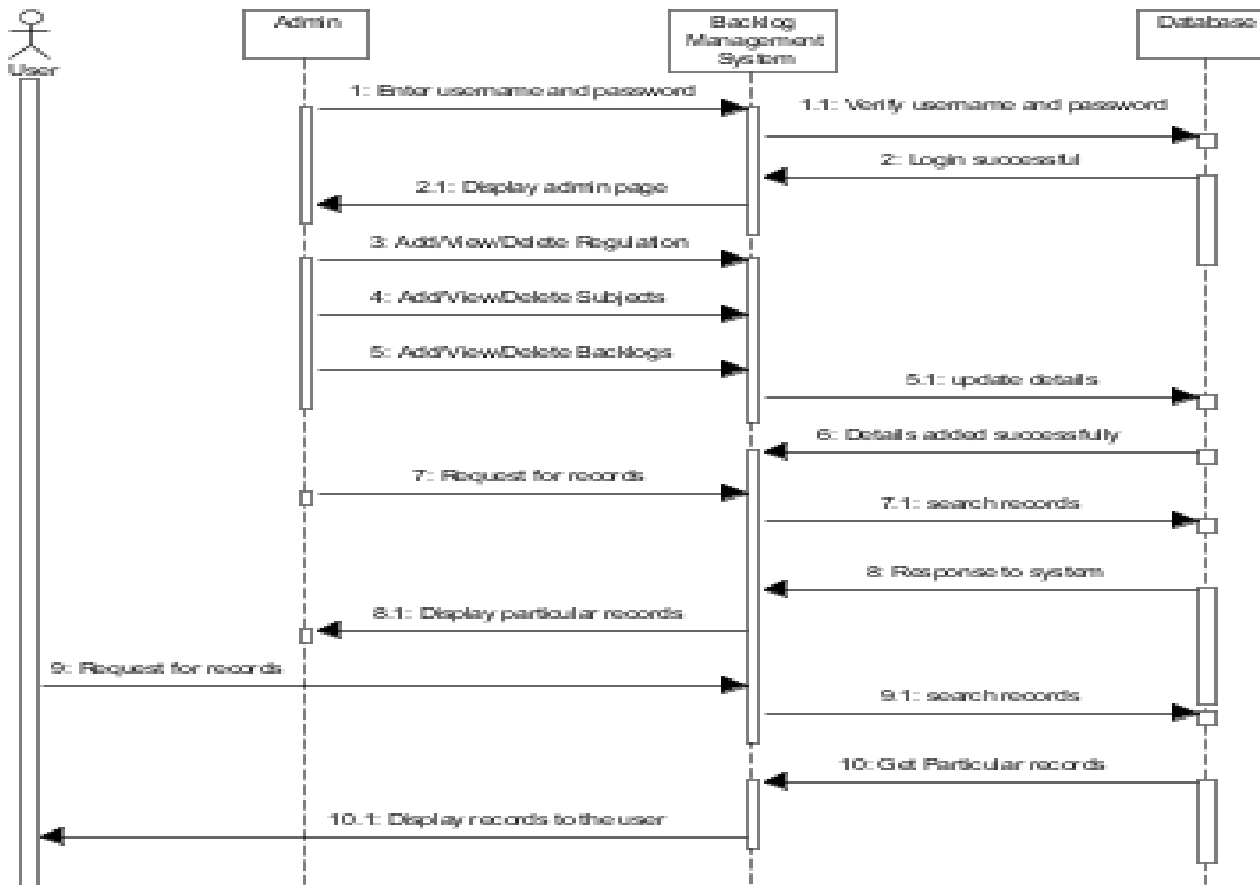 Admin
Backlog
Management
System
Database
User
1: Enter username and password
1.1: Verify username and password
2: Login successful
2.1: Display admin page
3: Add/View/Delete Regulation
4: Add/View/Delete Subjects
5: Add/View/Delete Backlogs
5.1: update details
6: Details added successfully
7: Request for records
7.1: search records
8: Response to system
8.1: Display particular records
9: Request for records
9.1: search records
10: Get Particular records
10.1: Display records to the user